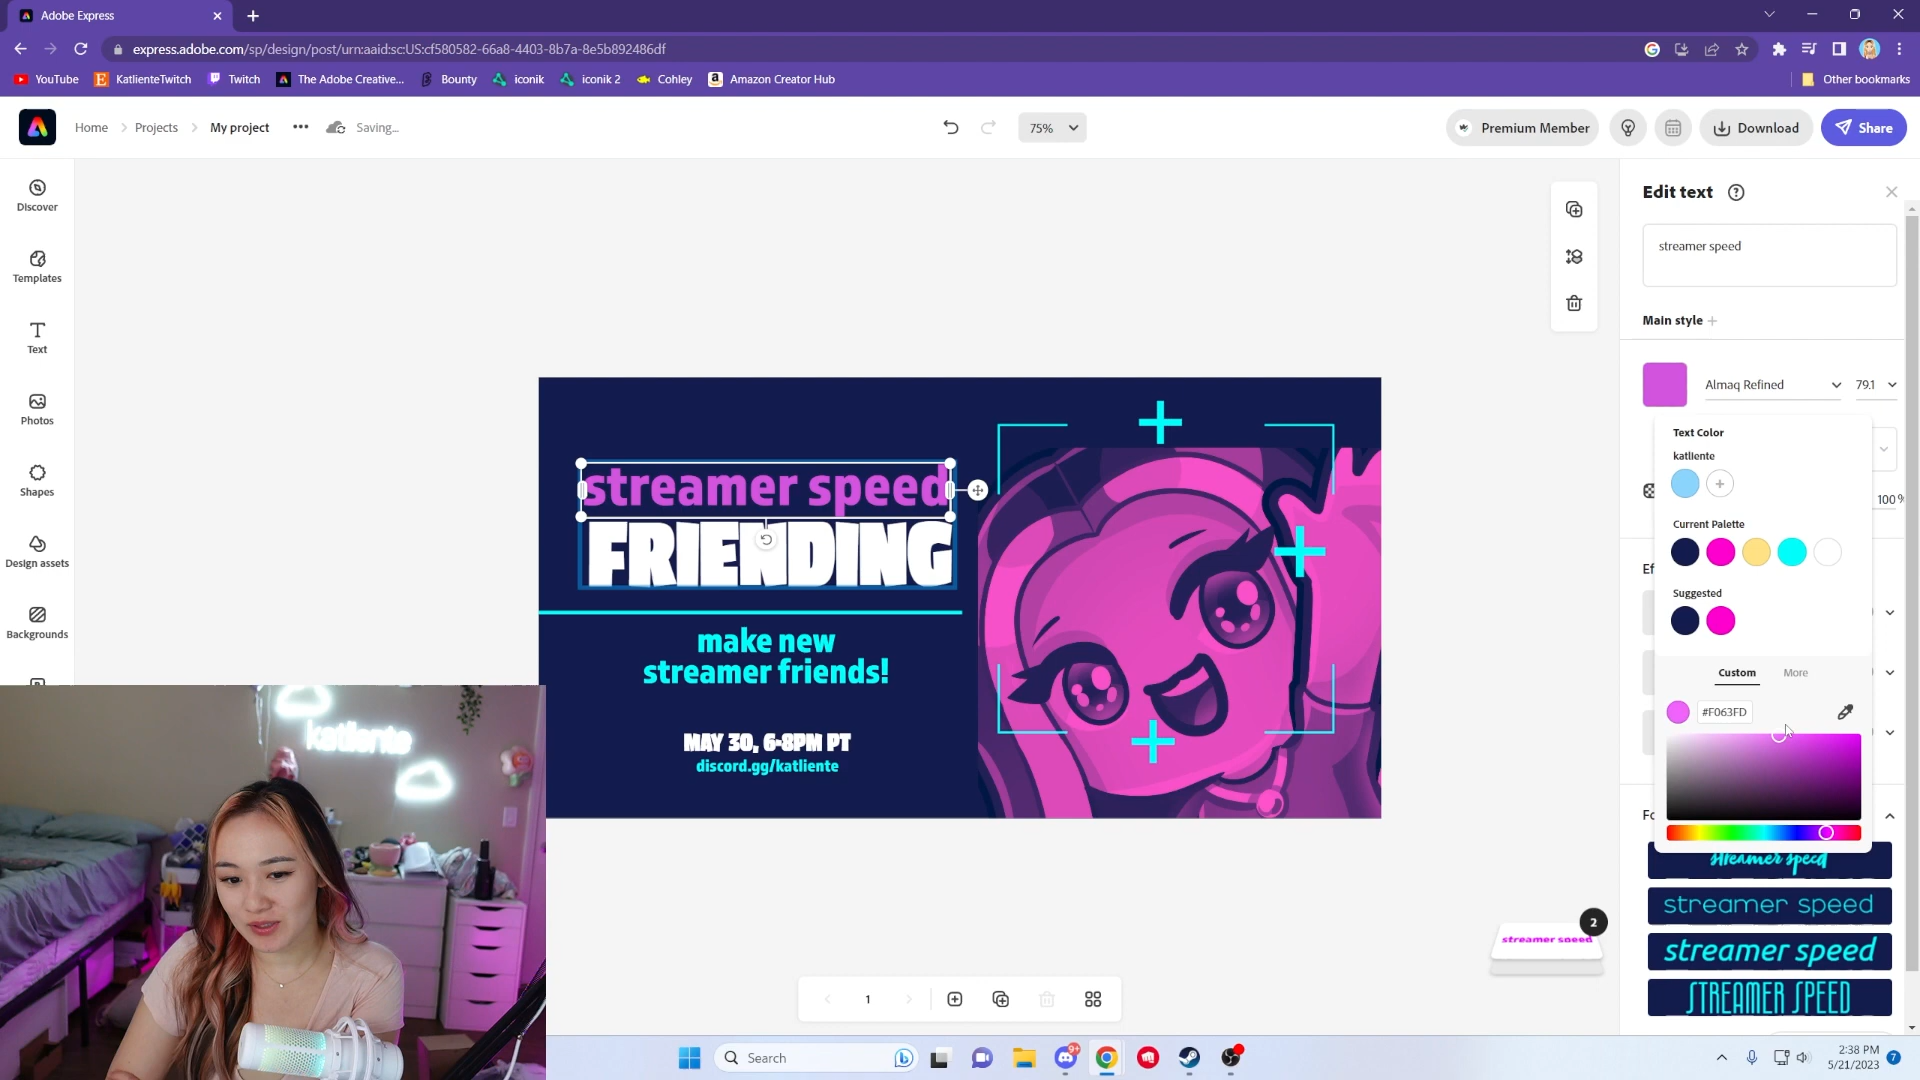 Adobe Express
express.adobe.com/sp/design/post/urn:aaid:sc:US:cf580582-66a8-4403-8b7a-8e5b892486df
YouTube KatlienteTwitch Twitch The Adobe Creative... Bounty iconik iconik 2 Cohley Amazon Creator Hub Other bookmarks
Home Projects My project ••• Saving... 75% Premium Member Download Share
Discover
Templates
Text
Photos
Shapes
Design assets
Backgrounds
streamer speed
FRIENDING
make new
streamer friends!
MAY 30, 6-8PM PT
discord.gg/katliente
Edit text
streamer speed
Main style +
Almaq Refined 79.1
100%
Text Color
katliente
Current Palette
Suggested
Custom More
#F063FD
streamer speed
streamer speed
streamer speed
STREAMER SPEED
streamer speed
2
katliente
1
Search
9+
2:38 PM
5/21/2023
7